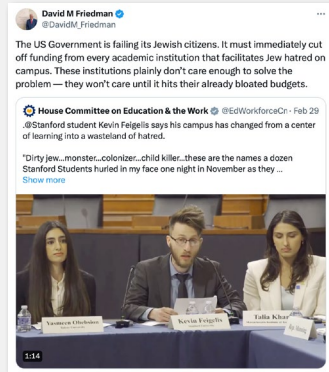 David M Friedman
@DavidM_Friedman
The US Government is failing its Jewish citizens. It must immediately cut
off funding from every academic institution that facilitates Jew hatred on
campus. These institutions plainly don't care enough to solve the
problem — they won't care until it hits their already bloated budgets.
House Committee on Education & the Work @EdWorkforceCm · Feb 29
.@Stanford student Kevin Feigelis says his campus has changed from a center
of learning into a wasteland of hatred.
"Dirty jew...monster...colonizer...child killer...these are the names a dozen
Stanford Students hurled in my face one night in November as they ...
Show more
Yasmeen
Kevin Feigelis
Talia Khan
1:14